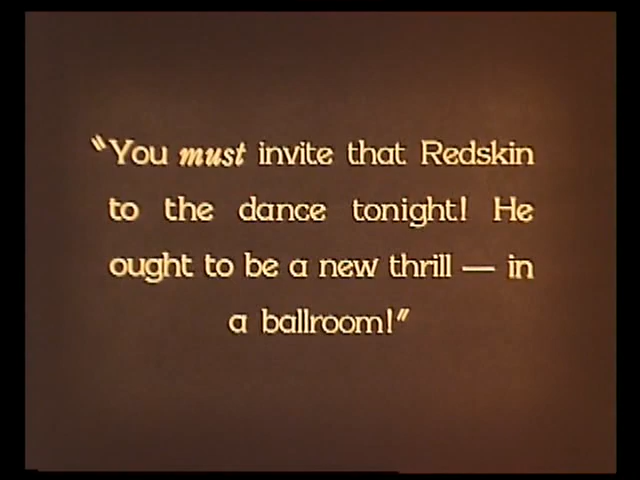 "You must invite that Redskin
to the dance tonight! He
ought to be a new thrill — in
a ballroom!"